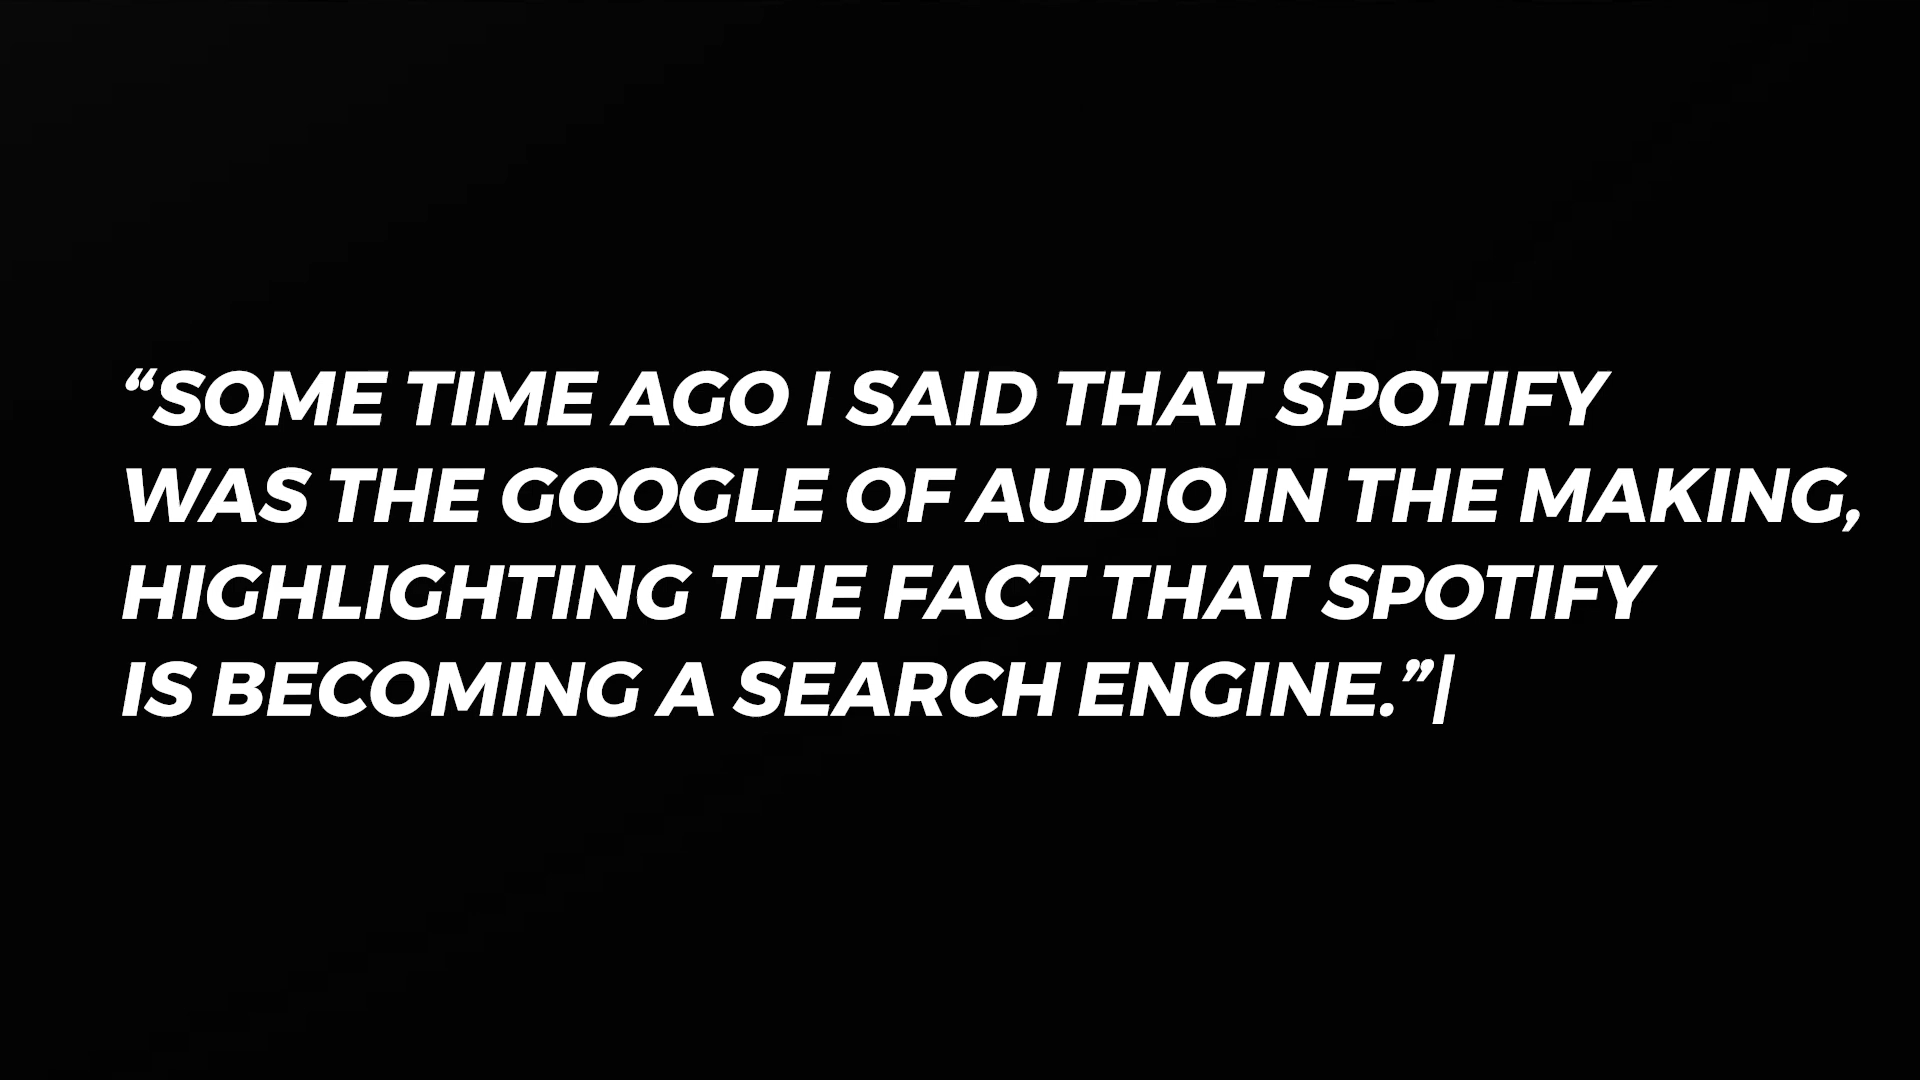 “SOME TIME AGO I SAID THAT SPOTIFY
WAS THE GOOGLE OF AUDIO IN THE MAKING,
HIGHLIGHTING THE FACT THAT SPOTIFY
IS BECOMING A SEARCH ENGINE.”|